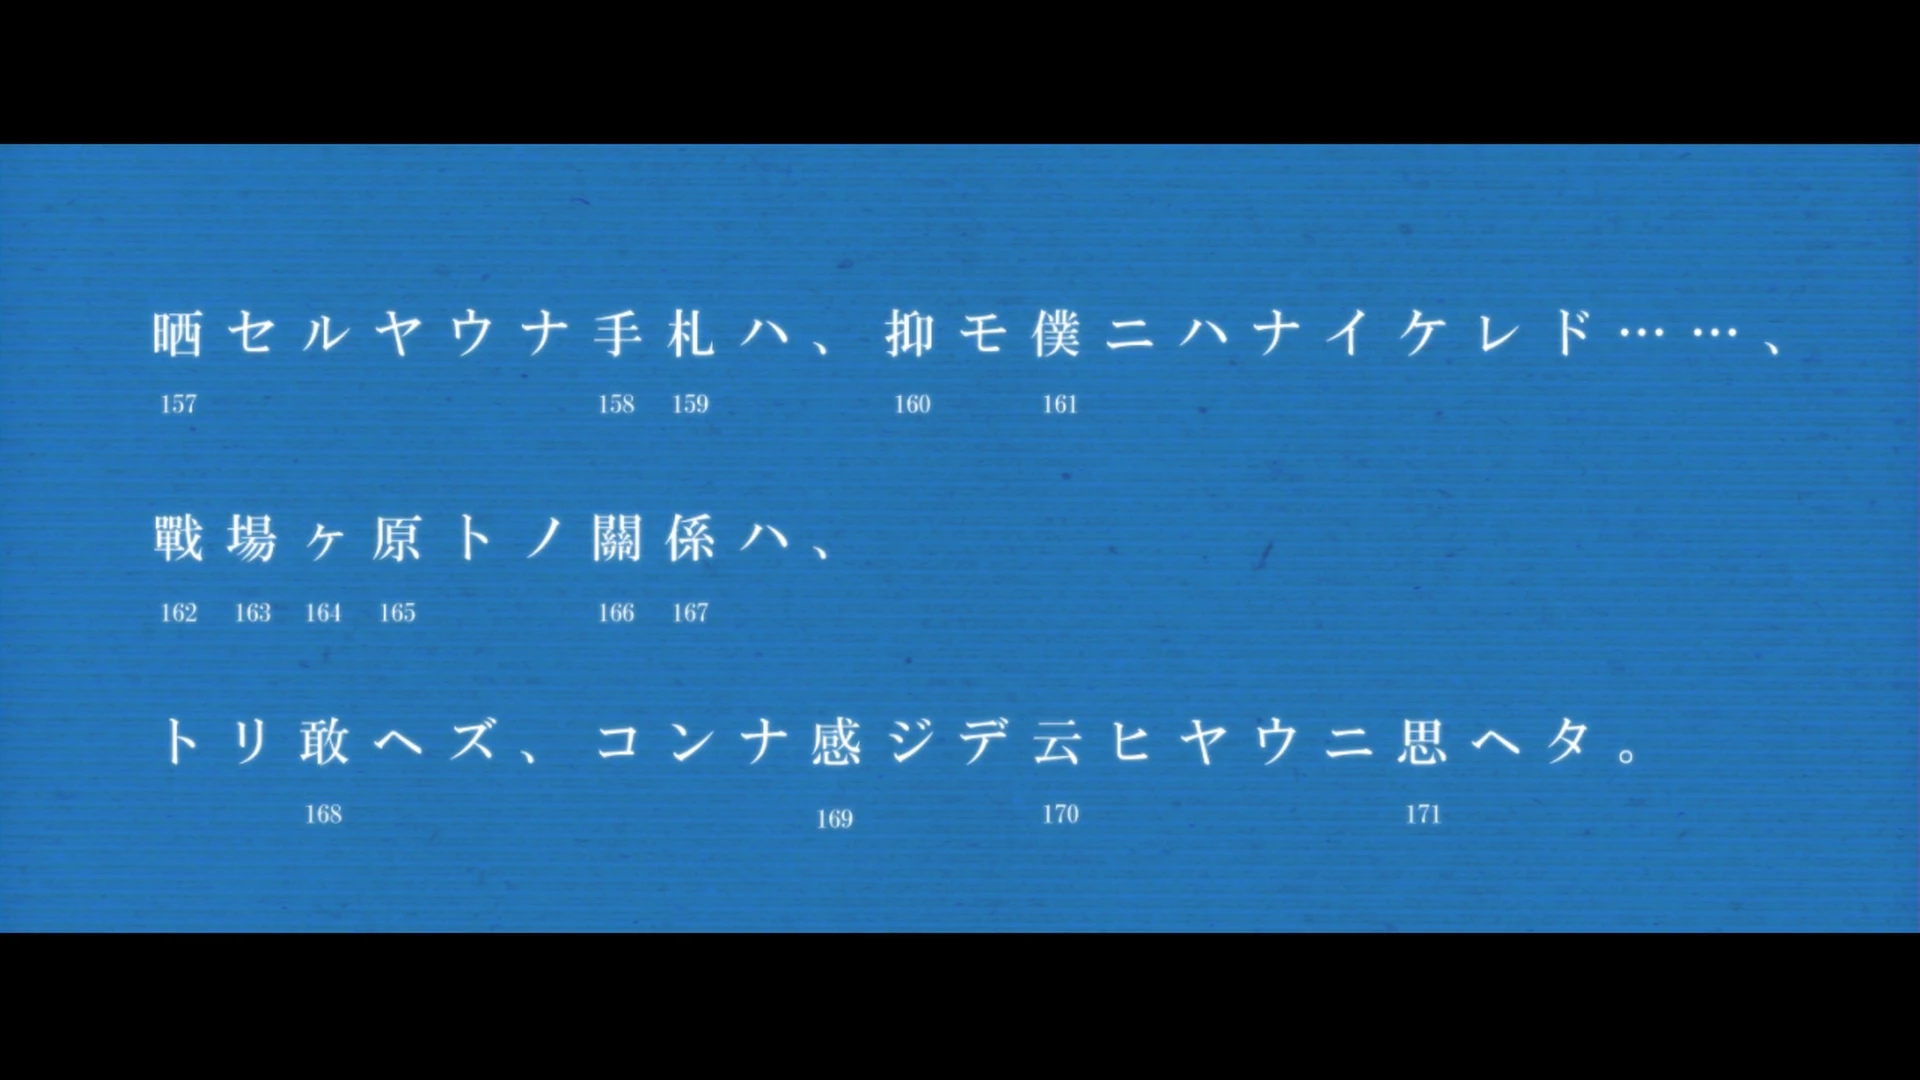 晒セルヤウナ手札ハ、抑モ僕ニハナイケレド……、
157 158 159 160 161
戰場ヶ原トノ關係ハ、
162 163 164 165 166 167
トリ敢ヘズ、コンナ感ジデ云ヒヤウニ思ヘタ。
168 169 170 171